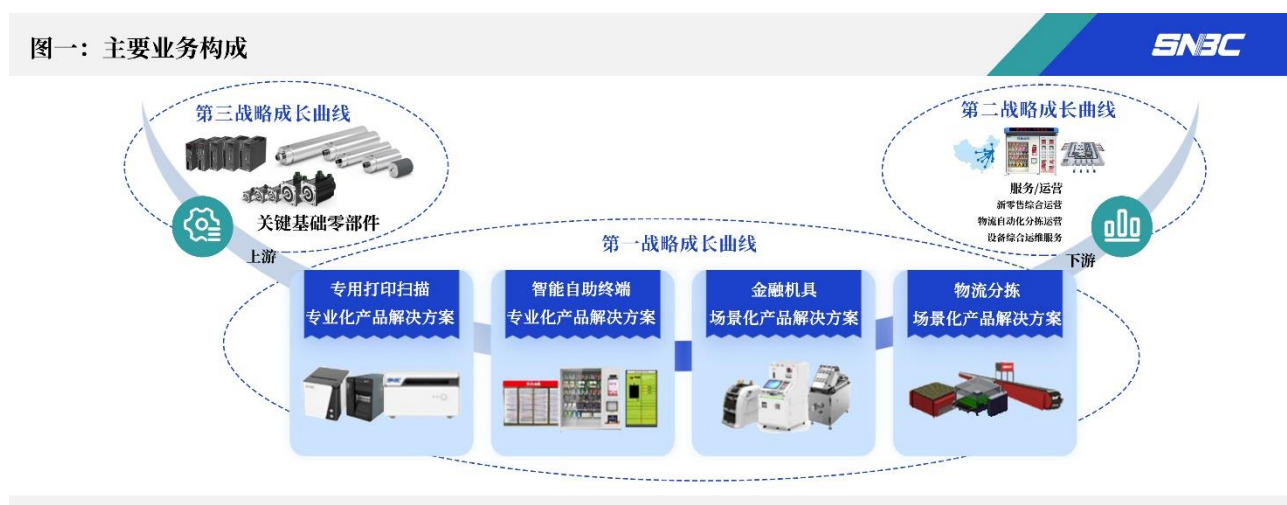 图一：主要业务构成
SNBC
第三战略成长曲线
关键基础零部件
上游
第二战略成长曲线
服务/运营
新零售综合运营
物流自动化分拣运营
设备综合运维服务
下游
第一战略成长曲线
专用打印扫描
专业化产品解决方案
智能自助终端
专业化产品解决方案
金融机具
场景化产品解决方案
物流分拣
场景化产品解决方案
SNBC